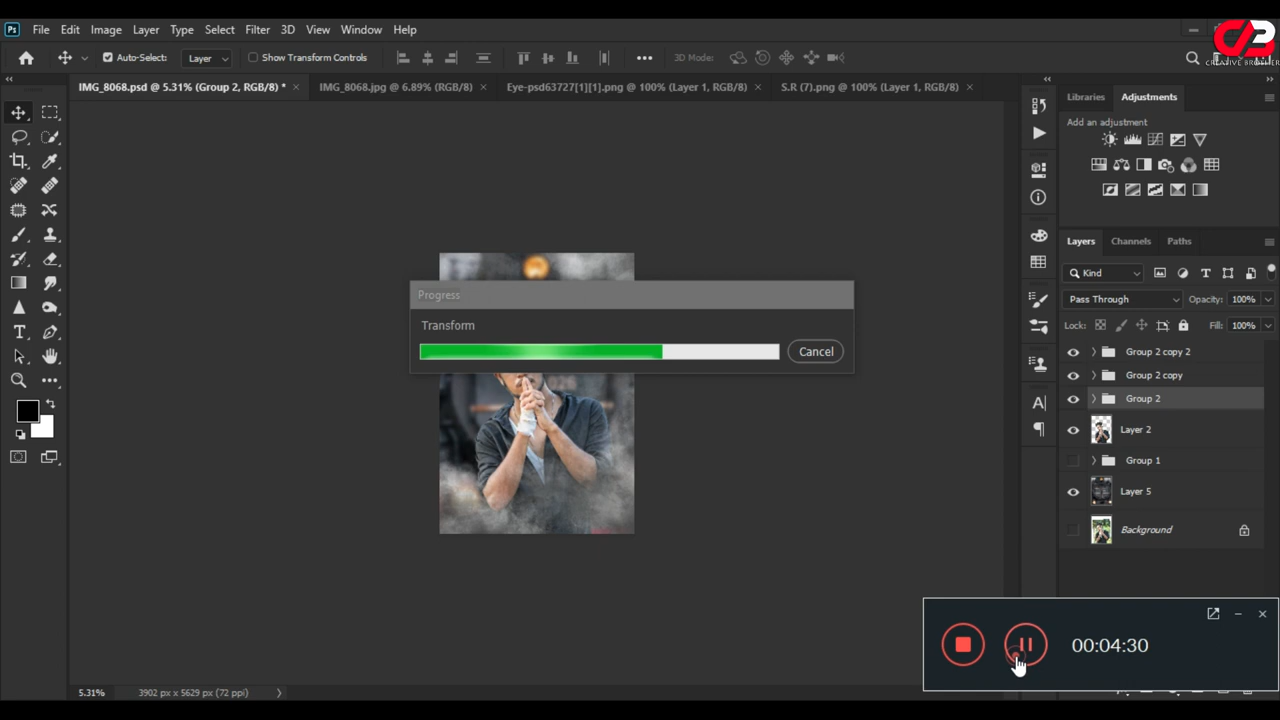 Ps File Edit Image Layer Type Select Filter 3D View Window Help
CREATIVE BROTHER
Auto-Select: Layer Show Transform Controls 3D Mode:
IMG_8068.psd @ 5.31% (Group 2, RGB/8) * IMG_8068.jpg @ 6.89% (RGB/8) Eye-psd63727[1][1].png @ 100% (Layer 1, RGB/8) S.R (7).png @ 100% (Layer 1, RGB/8)
Libraries Adjustments
Add an adjustment
Layers Channels Paths
Kind
Pass Through Opacity: 100%
Lock: Fill: 100%
Group 2 copy 2
Group 2 copy
Group 2
Layer 2
Group 1
Layer 5
Background
Progress
Transform
Cancel
00:04:30
5.31% 3902 px x 5629 px (72 ppi)